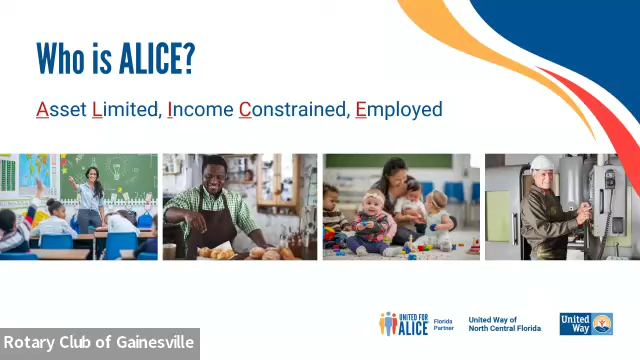 Who is ALICE?
Asset Limited, Income Constrained, Employed
UNITED FOR
ALICE
Florida
Partner
United Way of
North Central Florida
United
Way
Rotary Club of Gainesville